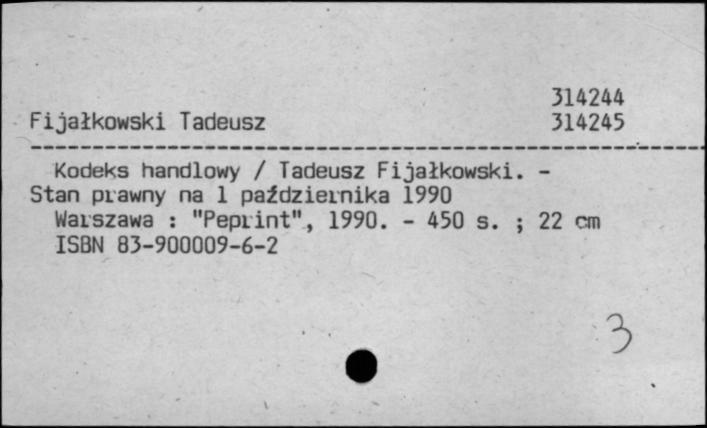 314244
Fijałkowski Tadeusz 314245
Kodeks handlowy / Tadeusz Fijałkowski. -
Stan prawny na 1 października 1990
Warszawa : "Peprint", 1990. - 450 s. ; 22 cm
ISBN 83-900009-6-2
3